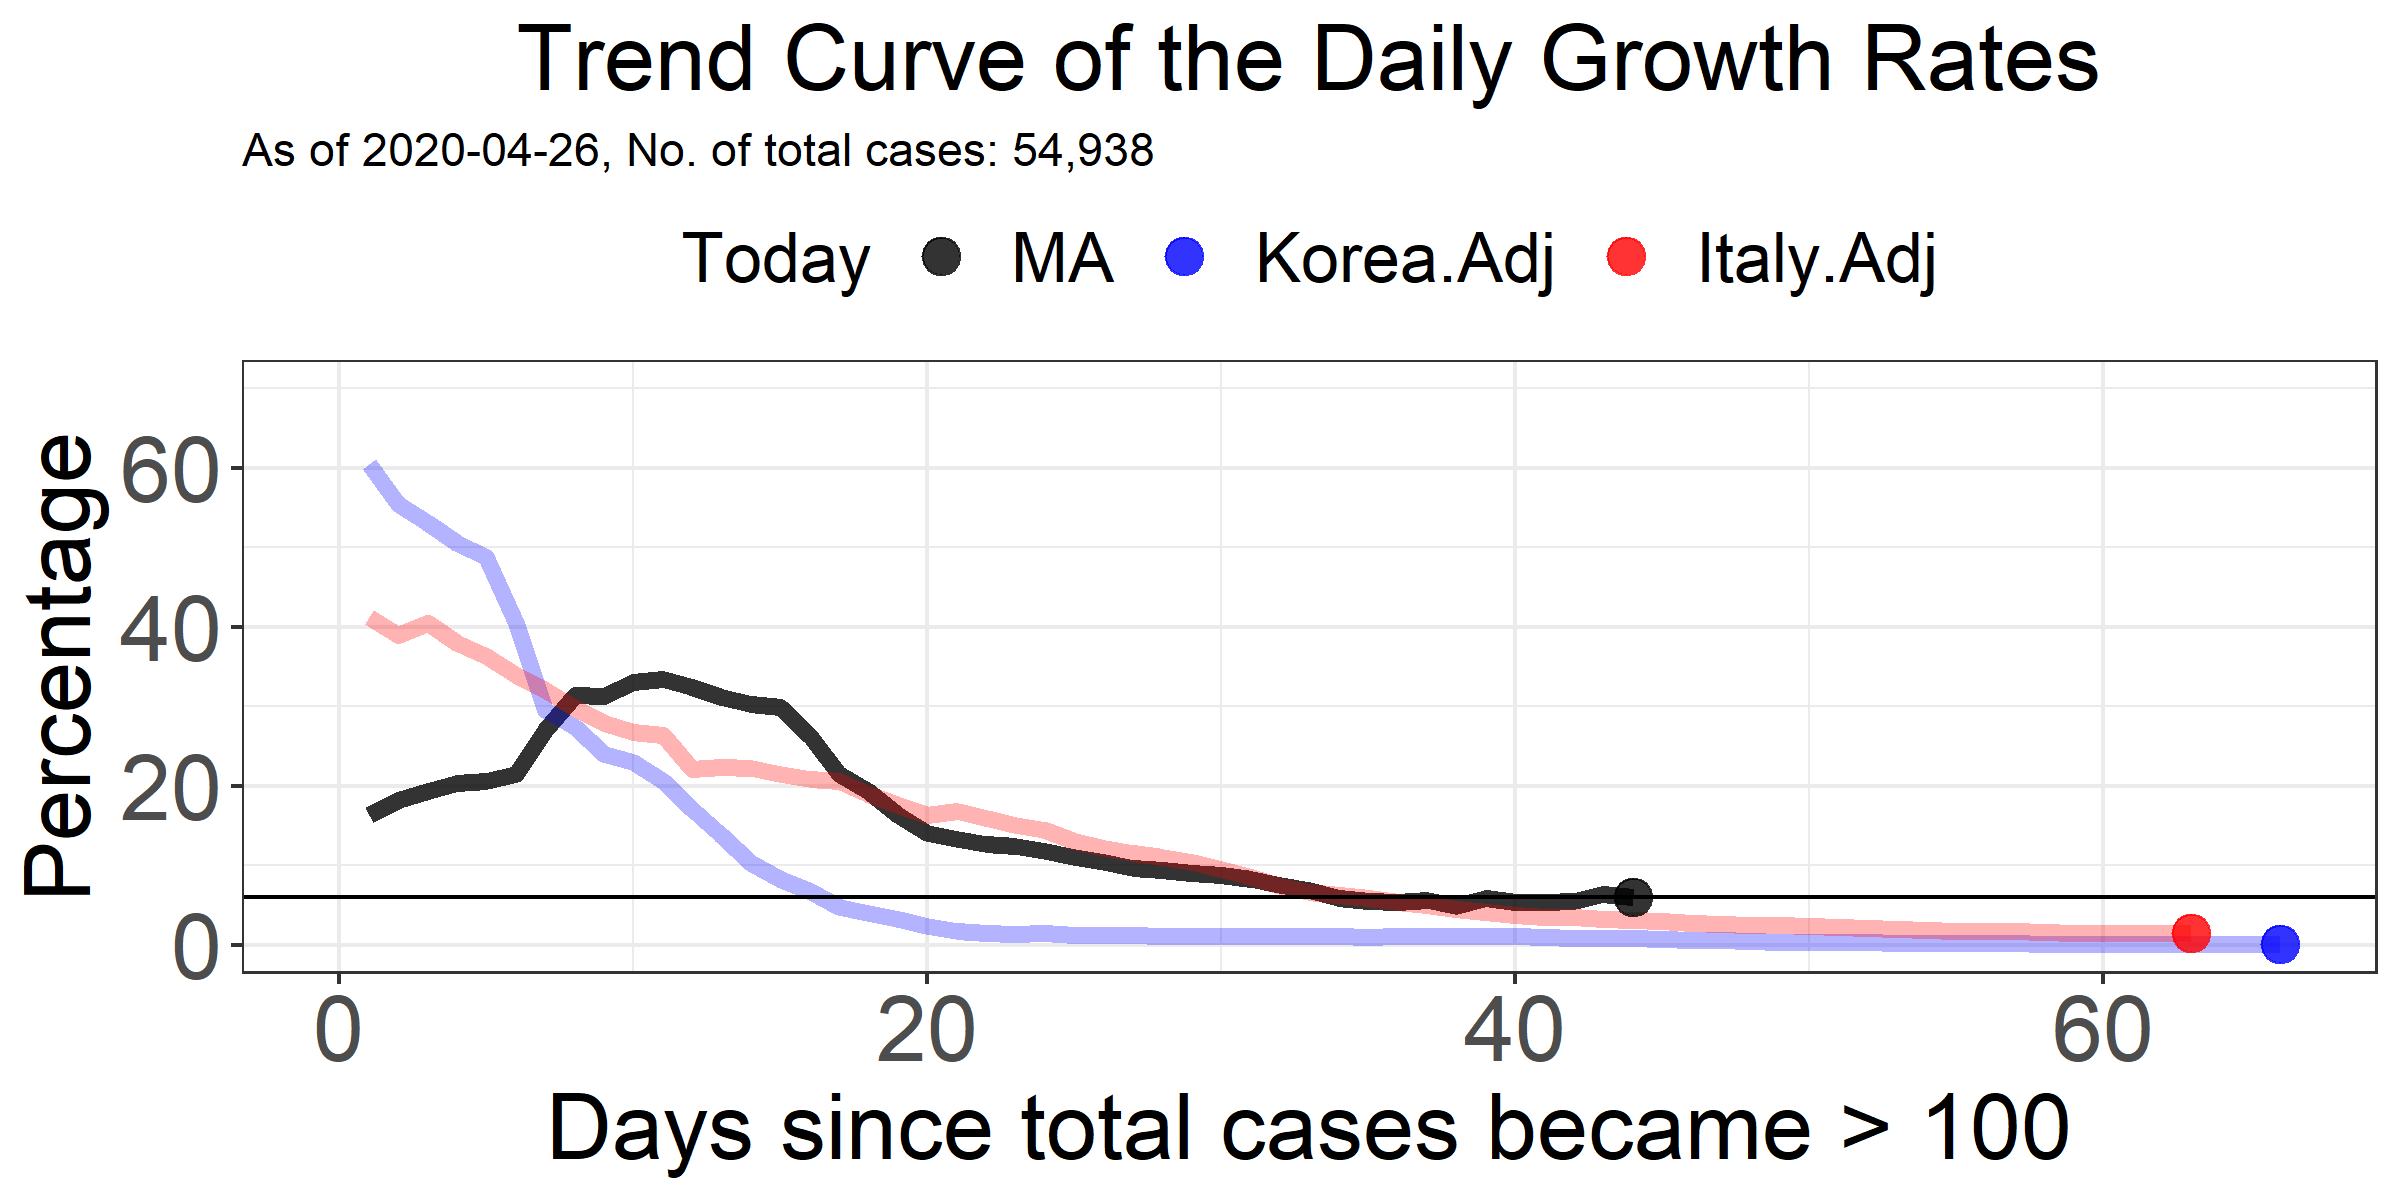 Trend Curve of the Daily Growth Rates
As of 2020-04-26, No. of total cases: 54,938
Today MA Korea.Adj Italy.Adj
Percentage
60
40
20
0
0 20 40 60
Days since total cases became > 100